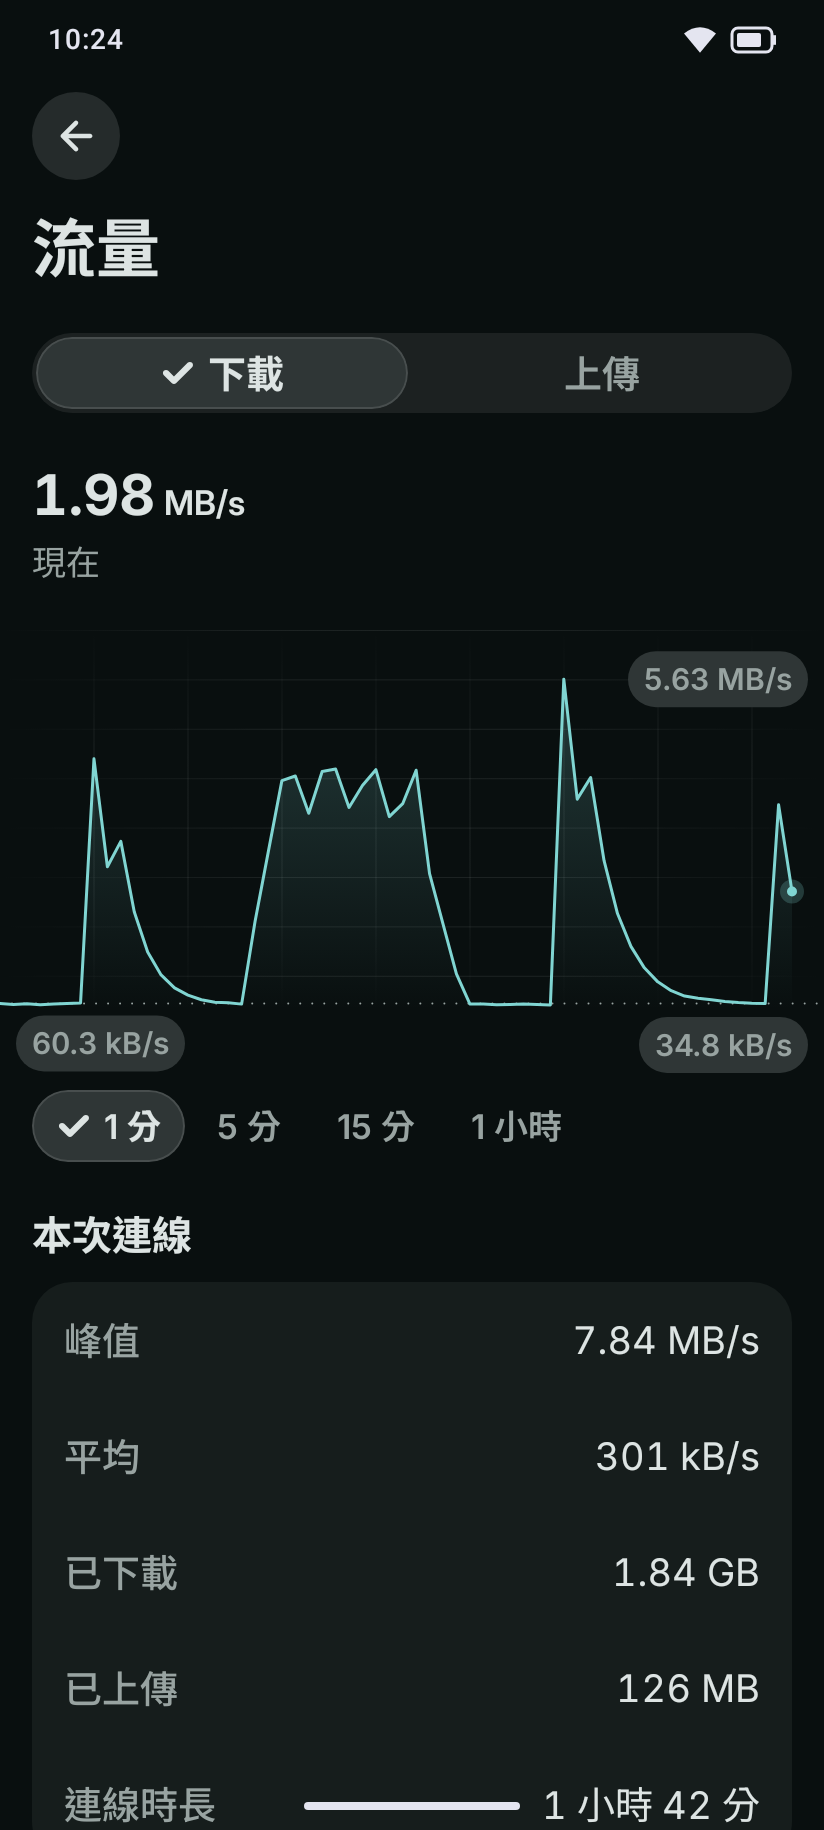 10:24
流量
下載
上傳
1.98 MB/s
現在
5.63 MB/s
60.3 kB/s
34.8 kB/s
1 分
5 分
15 分
1 小時
本次連線
峰值
7.84 MB/s
平均
301 kB/s
已下載
1.84 GB
已上傳
126 MB
連線時長
1 小時 42 分